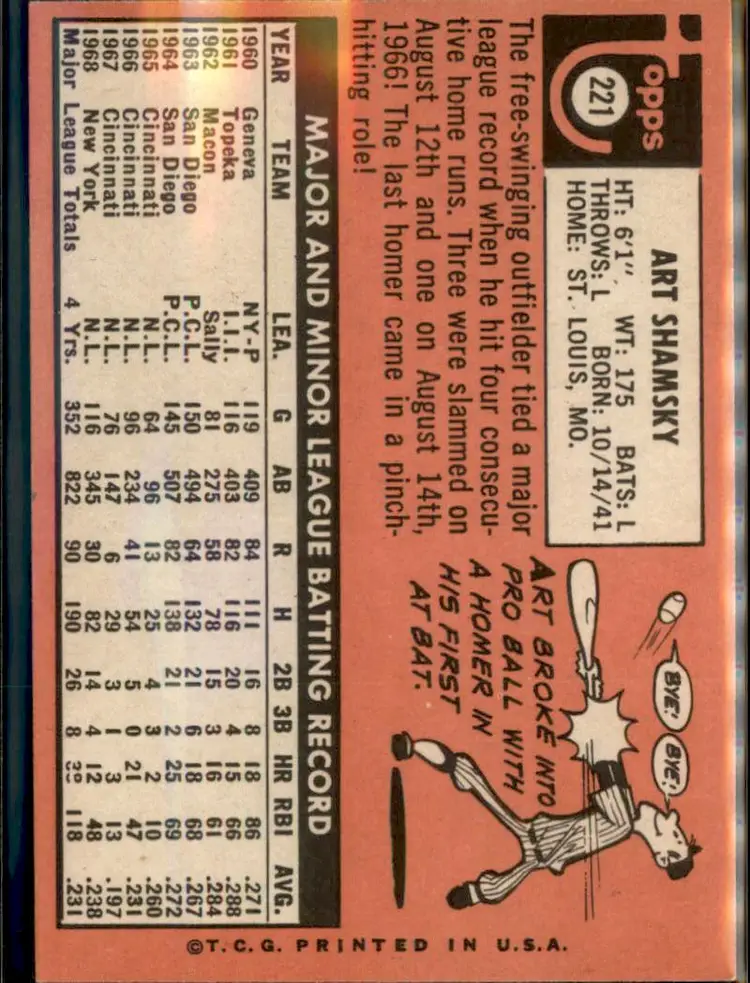 Topps
221
ART SHAMSKY
HT: 6'1". WT: 175 BATS: L
THROWS: L BORN: 10/14/41
HOME: ST. LOUIS, MO.
The free-swinging outfielder tied a major
league record when he hit four consecu-
tive home runs. Three were slammed on
August 12th and one on August 14th,
1966! The last homer came in a pinch-
hitting role!
BYE!
BYE!
ART BROKE INTO
PRO BALL WITH
A HOMER IN
HIS FIRST
AT BAT.
MAJOR AND MINOR LEAGUE BATTING RECORD
YEAR TEAM LEA. G AB R H 2B 3B HR RBI AVG.
1960 Geneva NY-P 119 409 84 111 16 8 18 86 .271
1961 Topeka I.I.I. 116 403 82 116 20 4 15 66 .288
1962 Macon Sally 81 275 58 78 15 3 16 61 .284
1963 San Diego P.C.L. 150 494 64 132 21 6 18 68 .267
1964 San Diego P.C.L. 145 507 82 138 21 2 25 69 .272
1965 Cincinnati N.L. 64 96 13 25 4 3 2 10 .260
1966 Cincinnati N.L. 96 234 41 54 5 0 21 47 .231
1967 Cincinnati N.L. 76 147 6 29 3 1 3 13 .197
1968 New York N.L. 116 345 30 82 14 4 12 48 .238
Major League Totals 4 Yrs. 352 822 90 190 26 8 118 .231
©T.C.G. PRINTED IN U.S.A.